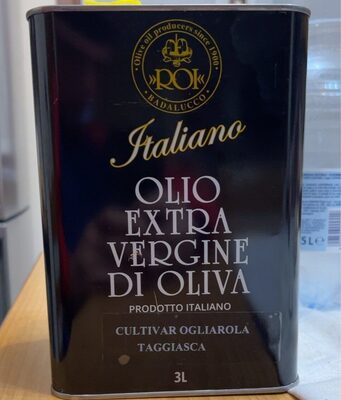 Olive oil producers since 1900
»ROI«
BADALUCCO
Italiano
OLIO
EXTRA
VERGINE
DI OLIVA
PRODOTTO ITALIANO
CULTIVAR OGLIAROLA
TAGGIASCA
3L
5L ℮